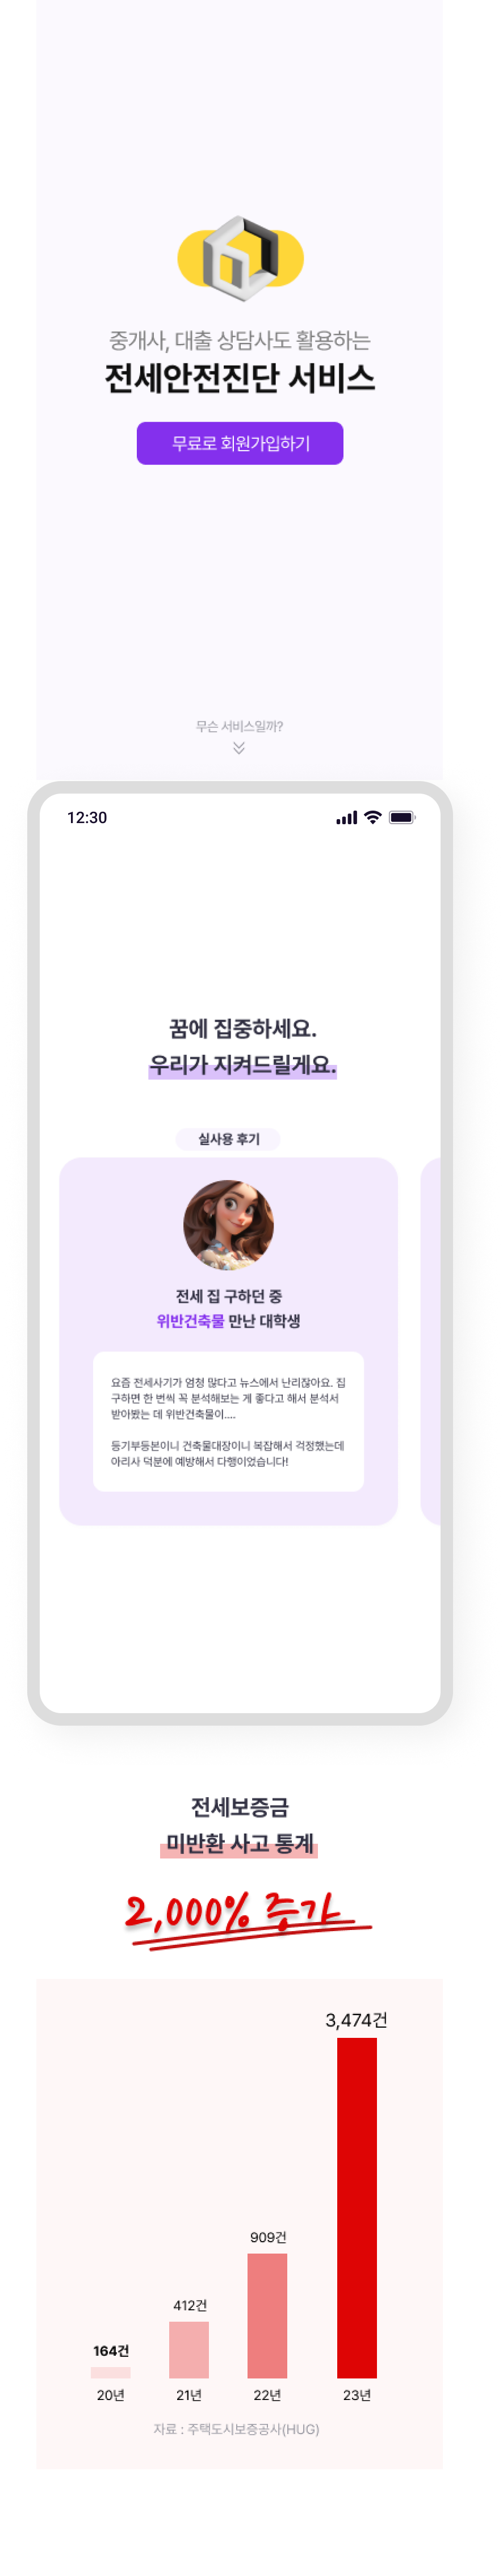 중개사, 대출 상담사도 활용하는
전세안전진단 서비스
무료로 회원가입하기
무슨 서비스일까?
12:30
꿈에 집중하세요.
우리가 지켜드릴게요.
실사용 후기
전세 집 구하던 중
위반건축물 만난 대학생
요즘 전세사기가 엄청 많다고 뉴스에서 난리잖아요. 집
구하면 한 번씩 꼭 분석해보는 게 좋다고 해서 분석서
받아봤는 데 위반건축물이....
등기부등본이니 건축물대장이니 복잡해서 걱정했는데
아리사 덕분에 예방해서 다행이었습니다!
전세보증금
미반환 사고 통계
2,000% 증가
3,474건
909건
412건
164건
20년 21년 22년 23년
자료 : 주택도시보증공사(HUG)